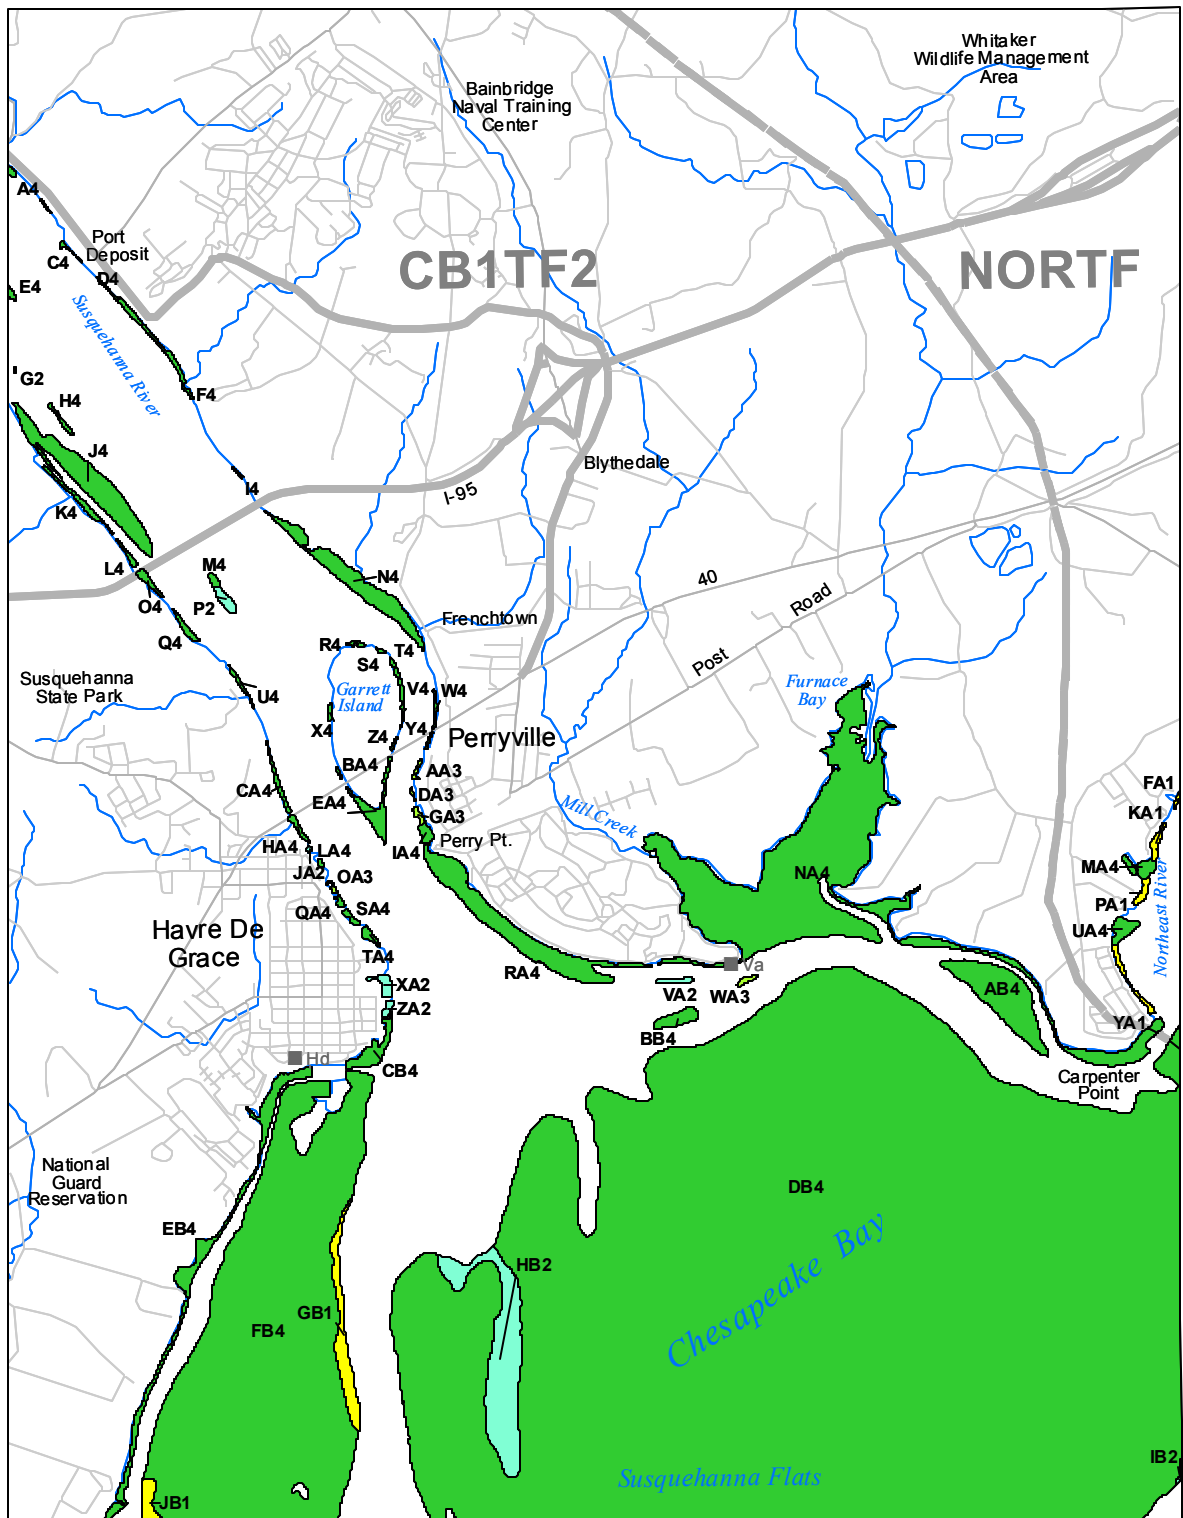 Whitaker
Wildlife Management
Area
Bainbridge
Naval Training
Center
A4
Port
Deposit
C4
D4
E4
CB1TF2
NORTF
Susquehanna River
G2
H4
F4
J4
Blythedale
I4
I-95
K4
L4
M4
N4
40
O4
P2
Road
Frenchtown
Q4
R4
T4
S4
Post
Susquehanna
State Park
U4
Garrett
Island
V4
W4
Furnace
Bay
X4
Y4
Z4
Perryville
BA4
AA3
FA1
CA4
EA4
DA3
GA3
Mill Creek
KA1
HA4
LA4
IA4
Perry Pt.
JA2
OA3
NA4
MA4
QA4
SA4
PA1
Havre De
Grace
UA4
Northeast River
TA4
RA4
Va
XA2
VA2
WA3
AB4
ZA2
YA1
BB4
Hd
CB4
Carpenter
Point
National
Guard
Reservation
DB4
EB4
Chesapeake Bay
HB2
GB1
FB4
IB2
Susquehanna Flats
JB1